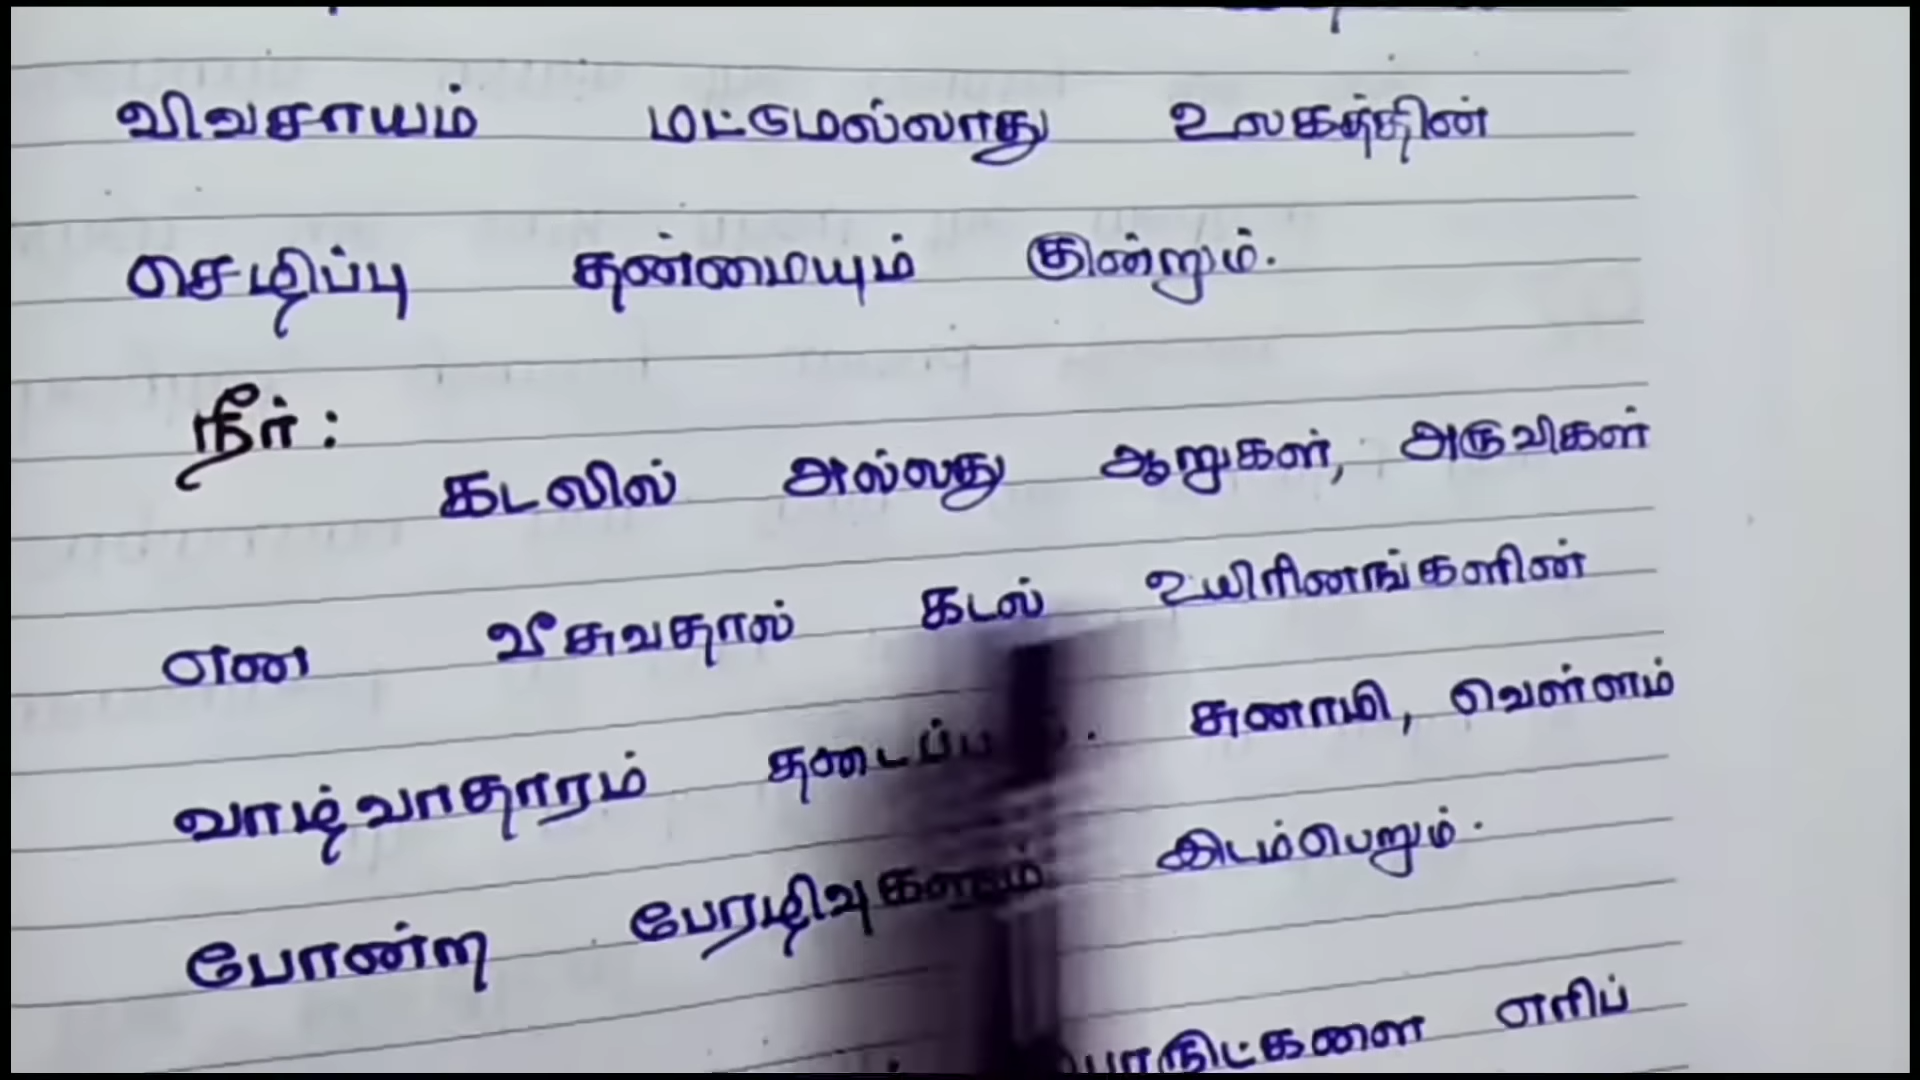 விவசாயம் மட்டுமல்லாது உலகத்தின்
செழிப்பு தன்மையும் குன்றும்.
நீர்:
கடலில் அல்லது ஆறுகள், அருவிகள்
என வீசுவதால் கடல் உயிரினங்களின்
வாழ்வாதாரம் சுனாமி, வெள்ளம்
போன்ற பேரழிவுகளும் இடம்பெறும்.
எரிப்